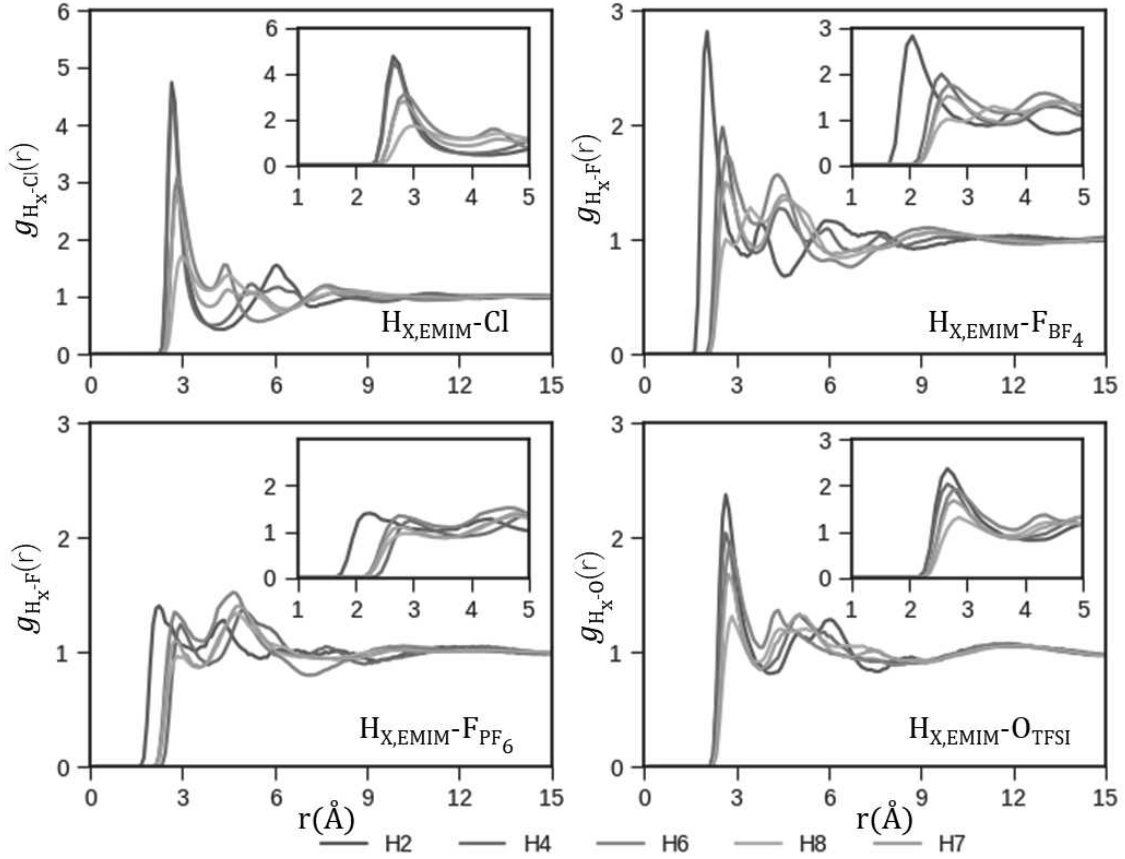 6
5
4
3
2
1
0
0 3 6 9 12 15
g_{H_X-Cl}(r)
6
4
2
0
1 2 3 4 5
H_{X,EMIM}-Cl
3
2
1
0
0 3 6 9 12 15
g_{H_X-F}(r)
3
2
1
0
1 2 3 4 5
H_{X,EMIM}-F_{BF_4}
3
2
1
0
0 3 6 9 12 15
g_{H_X-F}(r)
2
1
0
1 2 3 4 5
H_{X,EMIM}-F_{PF_6}
r(Å)
3
2
1
0
0 3 6 9 12 15
g_{H_X-O}(r)
3
2
1
0
1 2 3 4 5
H_{X,EMIM}-O_{TFSI}
r(Å)
H2 H4 H6 H8 H7